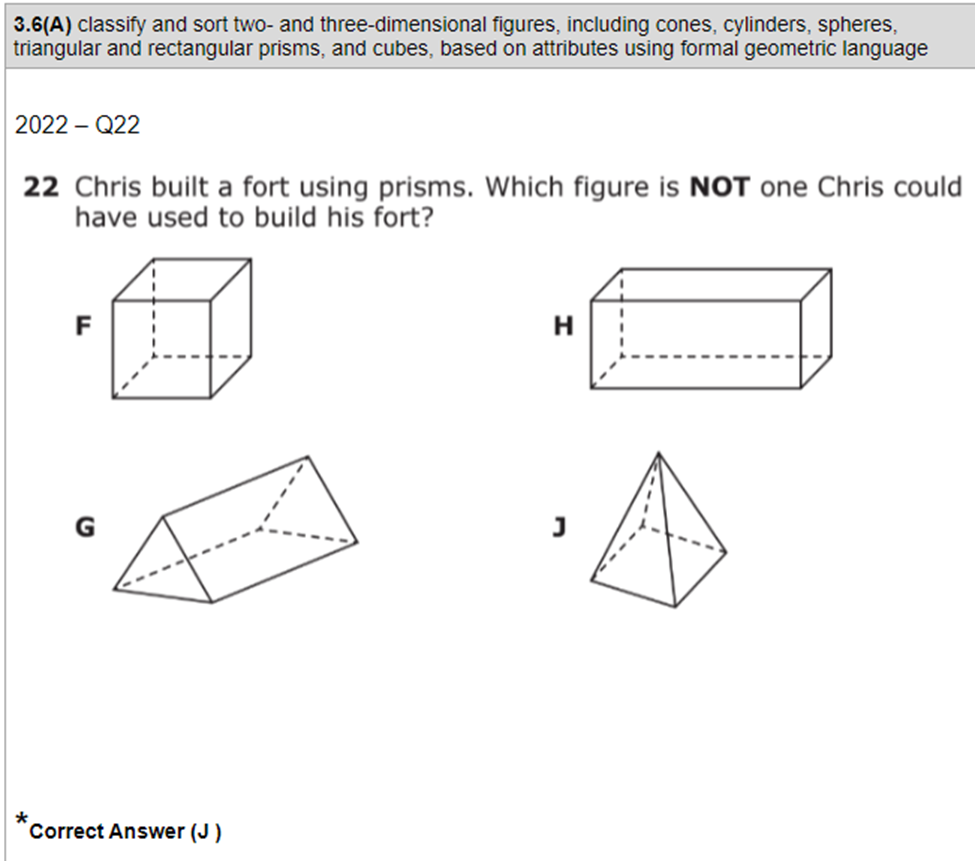 3.6(A) classify and sort two- and three-dimensional figures, including cones, cylinders, spheres,
triangular and rectangular prisms, and cubes, based on attributes using formal geometric language
2022 – Q22
22 Chris built a fort using prisms. Which figure is NOT one Chris could
have used to build his fort?
F
H
G
J
*Correct Answer (J )